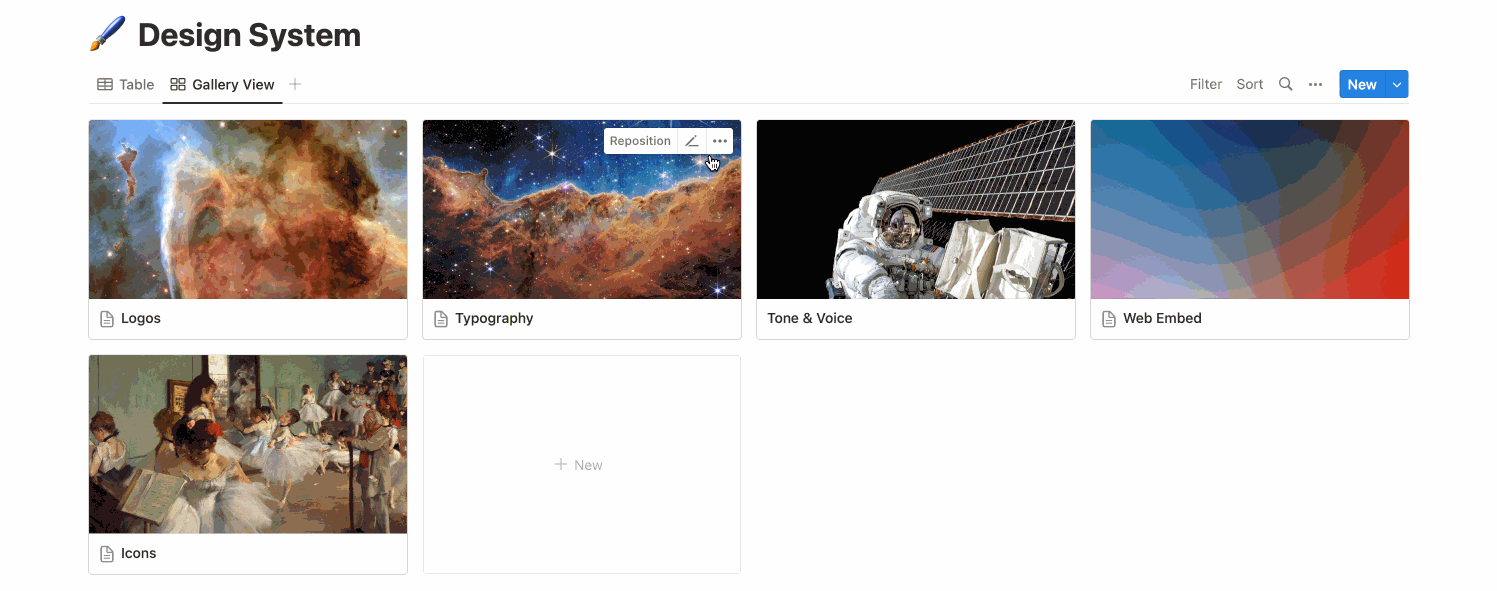 Design System
Table Gallery View Filter Sort New
Reposition
Logos Typography Tone & Voice Web Embed
New
Icons